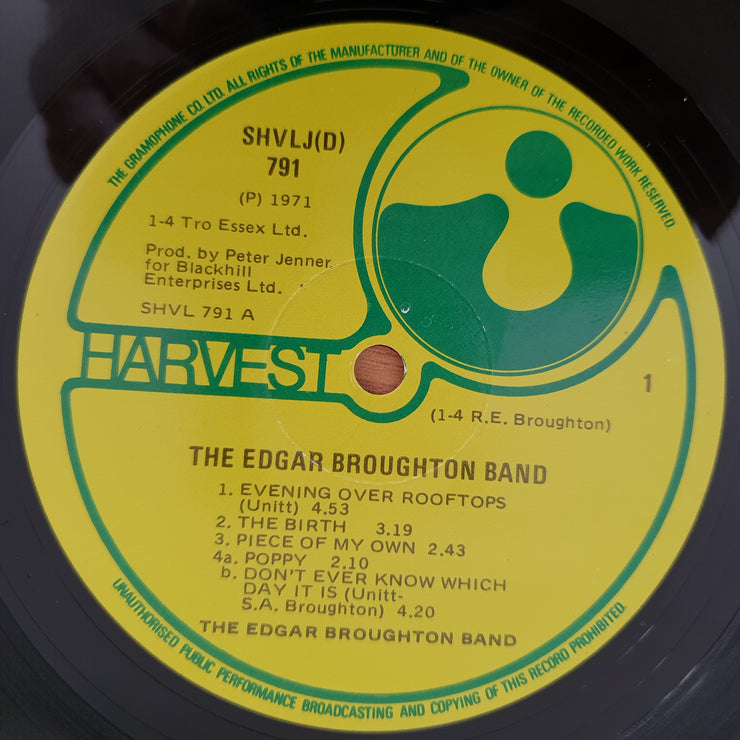 THE GRAMOPHONE CO. LTD. ALL RIGHTS OF THE MANUFACTURER AND OF THE OWNER OF THE RECORDED WORK RESERVED.
SHVLJ(D)
791
(P) 1971
1-4 Tro Essex Ltd.
Prod. by Peter Jenner
for Blackhill
Enterprises Ltd.
SHVL 791 A
HARVEST
1
(1-4 R.E. Broughton)
THE EDGAR BROUGHTON BAND
1. EVENING OVER ROOFTOPS
(Unitt) 4.53
2. THE BIRTH 3.19
3. PIECE OF MY OWN 2.43
4a. POPPY 2.10
b. DON'T EVER KNOW WHICH
DAY IT IS (Unitt-
S.A. Broughton) 4.20
THE EDGAR BROUGHTON BAND
UNAUTHORISED PUBLIC PERFORMANCE BROADCASTING AND COPYING OF THIS RECORD PROHIBITED.